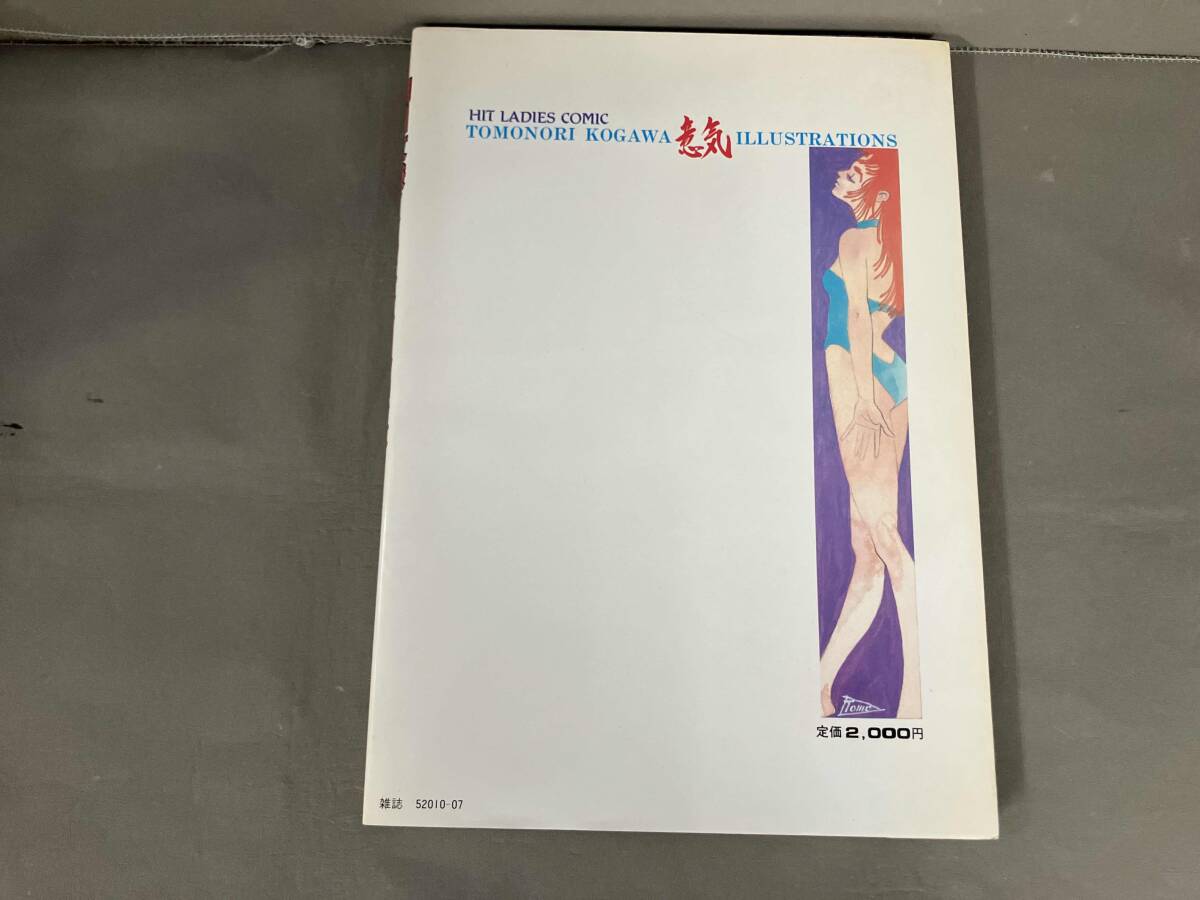 HIT LADIES COMIC
TOMONORI KOGAWA 意気 ILLUSTRATIONS
Tomo
定価2,000円
雑誌 52010-07